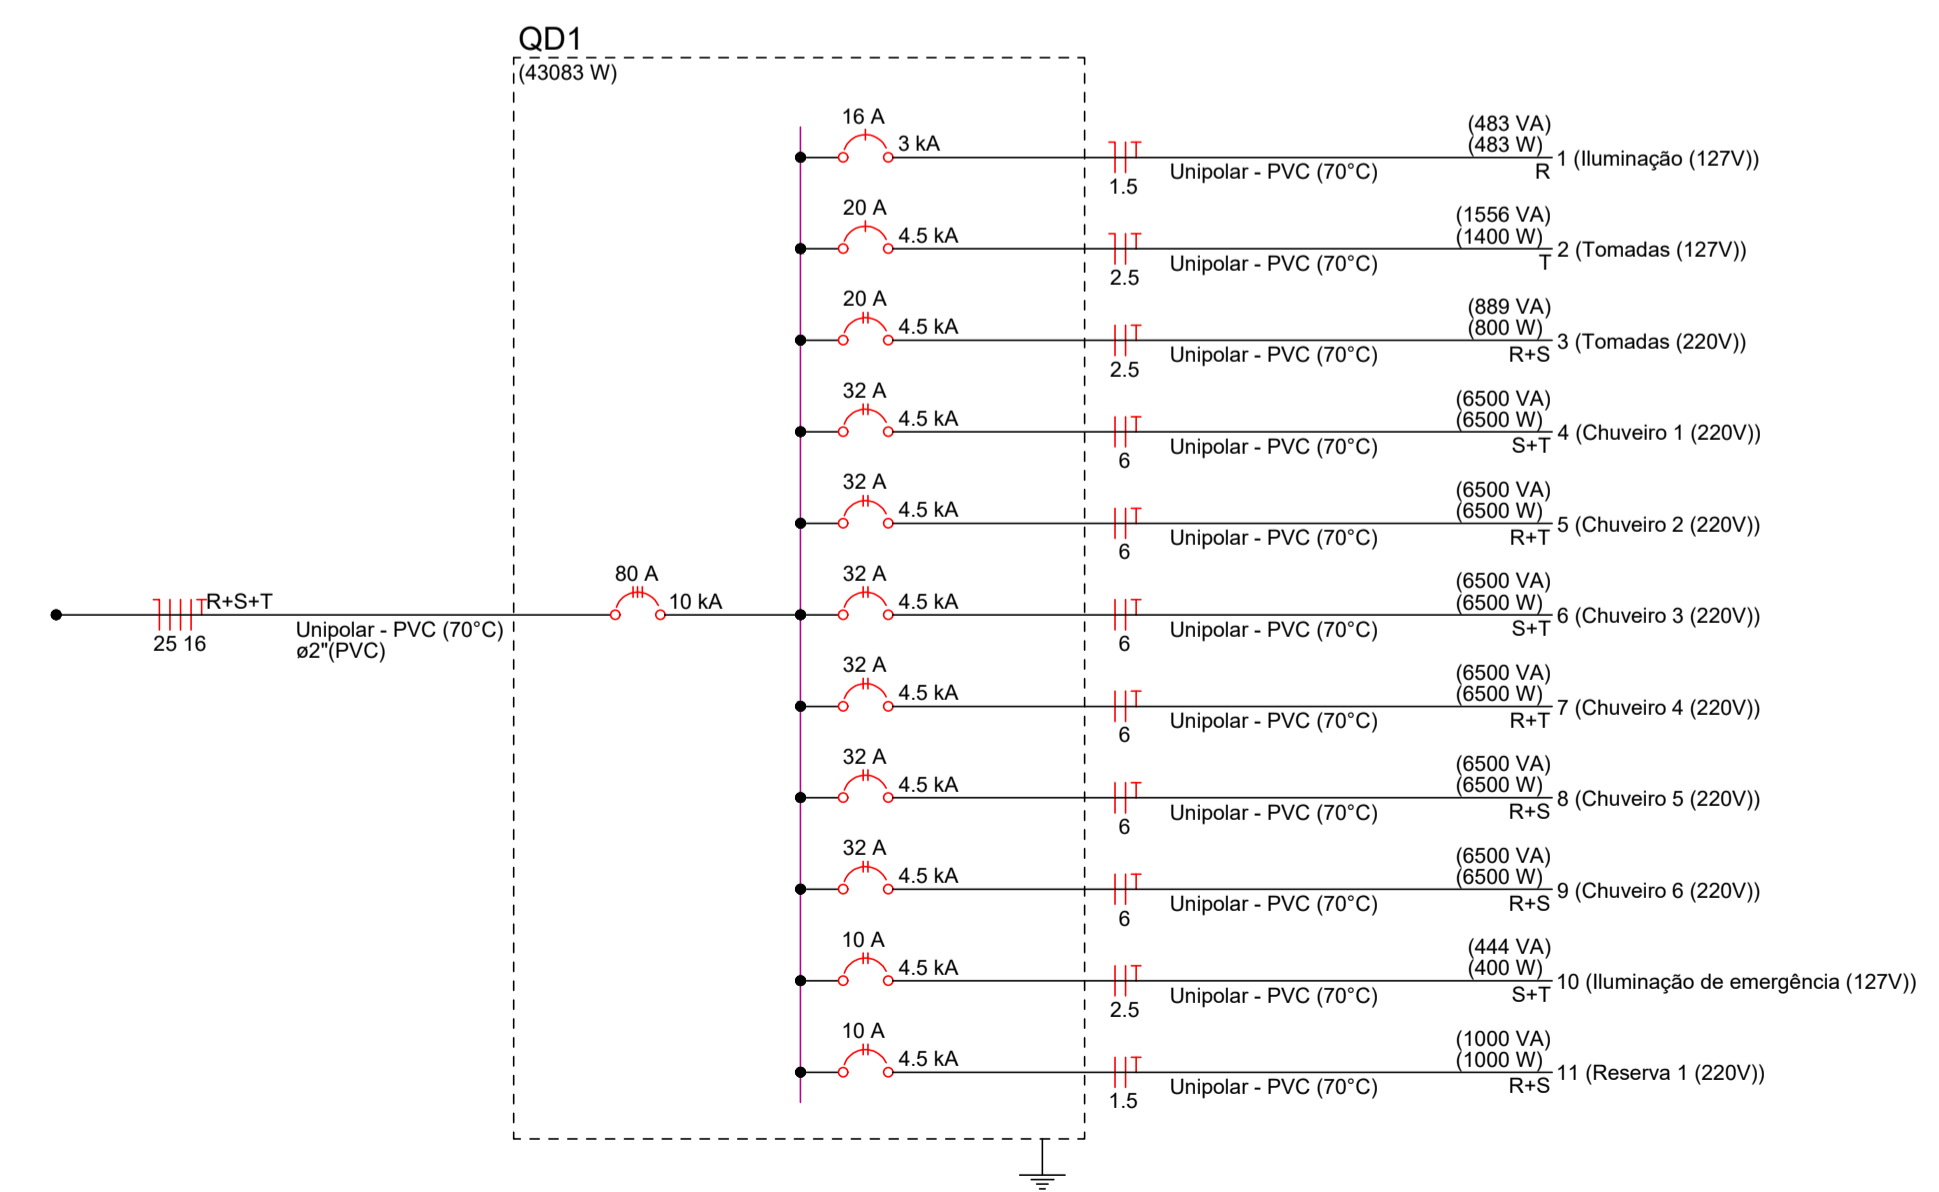 QD1
(43083 W)
16 A
3 kA
1.5
Unipolar - PVC (70°C)
(483 VA)
(483 W)
R
1 (Iluminação (127V))
20 A
4.5 kA
2.5
Unipolar - PVC (70°C)
(1556 VA)
(1400 W)
T
2 (Tomadas (127V))
20 A
4.5 kA
2.5
Unipolar - PVC (70°C)
(889 VA)
(800 W)
R+S
3 (Tomadas (220V))
32 A
4.5 kA
6
Unipolar - PVC (70°C)
(6500 VA)
(6500 W)
S+T
4 (Chuveiro 1 (220V))
32 A
4.5 kA
6
Unipolar - PVC (70°C)
(6500 VA)
(6500 W)
R+T
5 (Chuveiro 2 (220V))
R+S+T
25 16
Unipolar - PVC (70°C)
ø2"(PVC)
80 A
10 kA
32 A
4.5 kA
6
Unipolar - PVC (70°C)
(6500 VA)
(6500 W)
S+T
6 (Chuveiro 3 (220V))
32 A
4.5 kA
6
Unipolar - PVC (70°C)
(6500 VA)
(6500 W)
R+T
7 (Chuveiro 4 (220V))
32 A
4.5 kA
6
Unipolar - PVC (70°C)
(6500 VA)
(6500 W)
R+S
8 (Chuveiro 5 (220V))
32 A
4.5 kA
6
Unipolar - PVC (70°C)
(6500 VA)
(6500 W)
R+S
9 (Chuveiro 6 (220V))
10 A
4.5 kA
2.5
Unipolar - PVC (70°C)
(444 VA)
(400 W)
S+T
10 (Iluminação de emergência (127V))
10 A
4.5 kA
1.5
Unipolar - PVC (70°C)
(1000 VA)
(1000 W)
R+S
11 (Reserva 1 (220V))